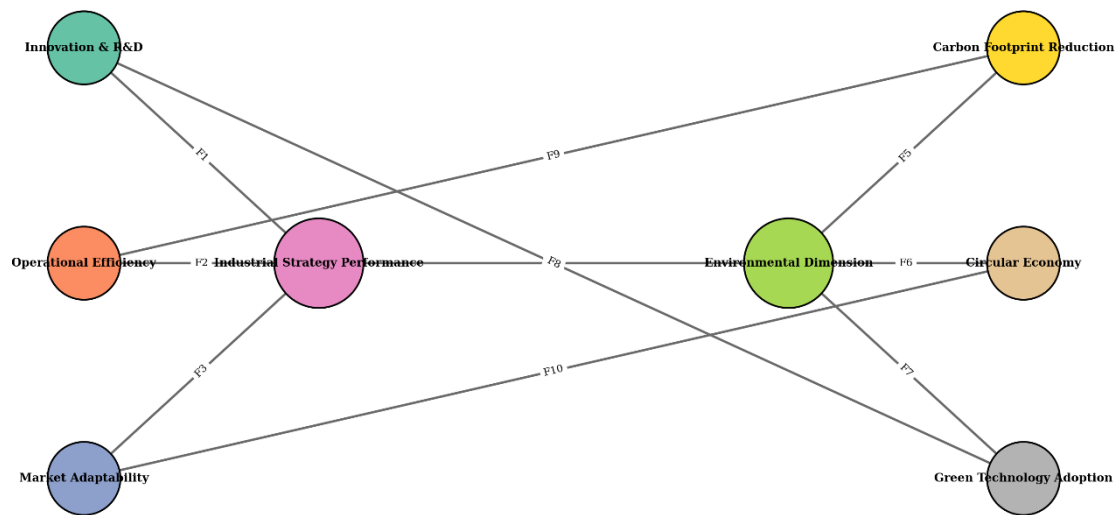 Innovation & R&D
Carbon Footprint Reduction
F1
F9
F5
Operational Efficiency
F2
Industrial Strategy Performance
F8
Environmental Dimension
F6
Circular Economy
F3
F10
F7
Market Adaptability
Green Technology Adoption